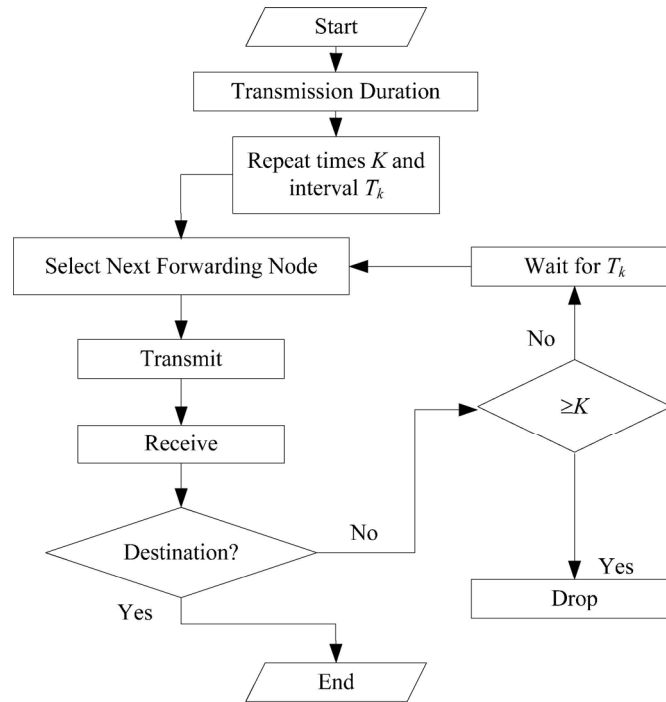 Start
Transmission Duration
Repeat times K and
interval Tk
Select Next Forwarding Node
Wait for Tk
No
Transmit
≥K
Receive
No
Destination?
Yes
Yes
Drop
End